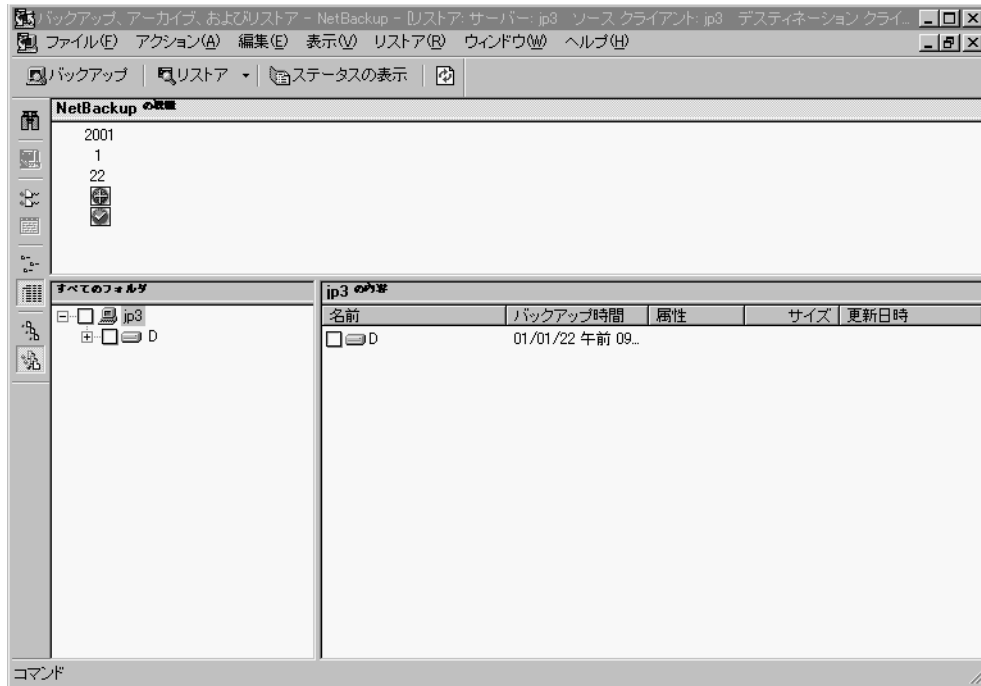 バックアップ、アーカイブ、およびリストア - NetBackup - [リストア: サーバー: jp3 ソース クライアント: jp3 デスティネーション クライ...
ファイル(F) アクション(A) 編集(E) 表示(V) リストア(R) ウィンドウ(W) ヘルプ(H)
バックアップ リストア ステータスの表示
NetBackup の
2001
1
22
すべてのフォルダ
jp3 の内容
jp3
D
名前 バックアップ時間 属性 サイズ 更新日時
D 01/01/22 午前 09...
コマンド